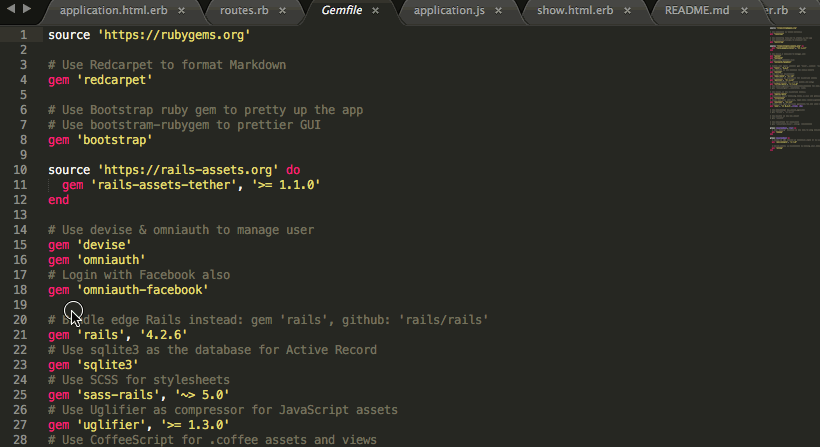 application.html.erb
routes.rb
Gemfile
application.js
show.html.erb
README.md
er.rb
1 source 'https://rubygems.org'
2
3 # Use Redcarpet to format Markdown
4 gem 'redcarpet'
5
6 # Use Bootstrap ruby gem to pretty up the app
7 # Use bootstram-rubygem to prettier GUI
8 gem 'bootstrap'
9
10 source 'https://rails-assets.org' do
11 gem 'rails-assets-tether', '>= 1.1.0'
12 end
13
14 # Use devise & omniauth to manage user
15 gem 'devise'
16 gem 'omniauth'
17 # Login with Facebook also
18 gem 'omniauth-facebook'
19
20 # Bundle edge Rails instead: gem 'rails', github: 'rails/rails'
21 gem 'rails', '4.2.6'
22 # Use sqlite3 as the database for Active Record
23 gem 'sqlite3'
24 # Use SCSS for stylesheets
25 gem 'sass-rails', '~> 5.0'
26 # Use Uglifier as compressor for JavaScript assets
27 gem 'uglifier', '>= 1.3.0'
28 # Use CoffeeScript for .coffee assets and views